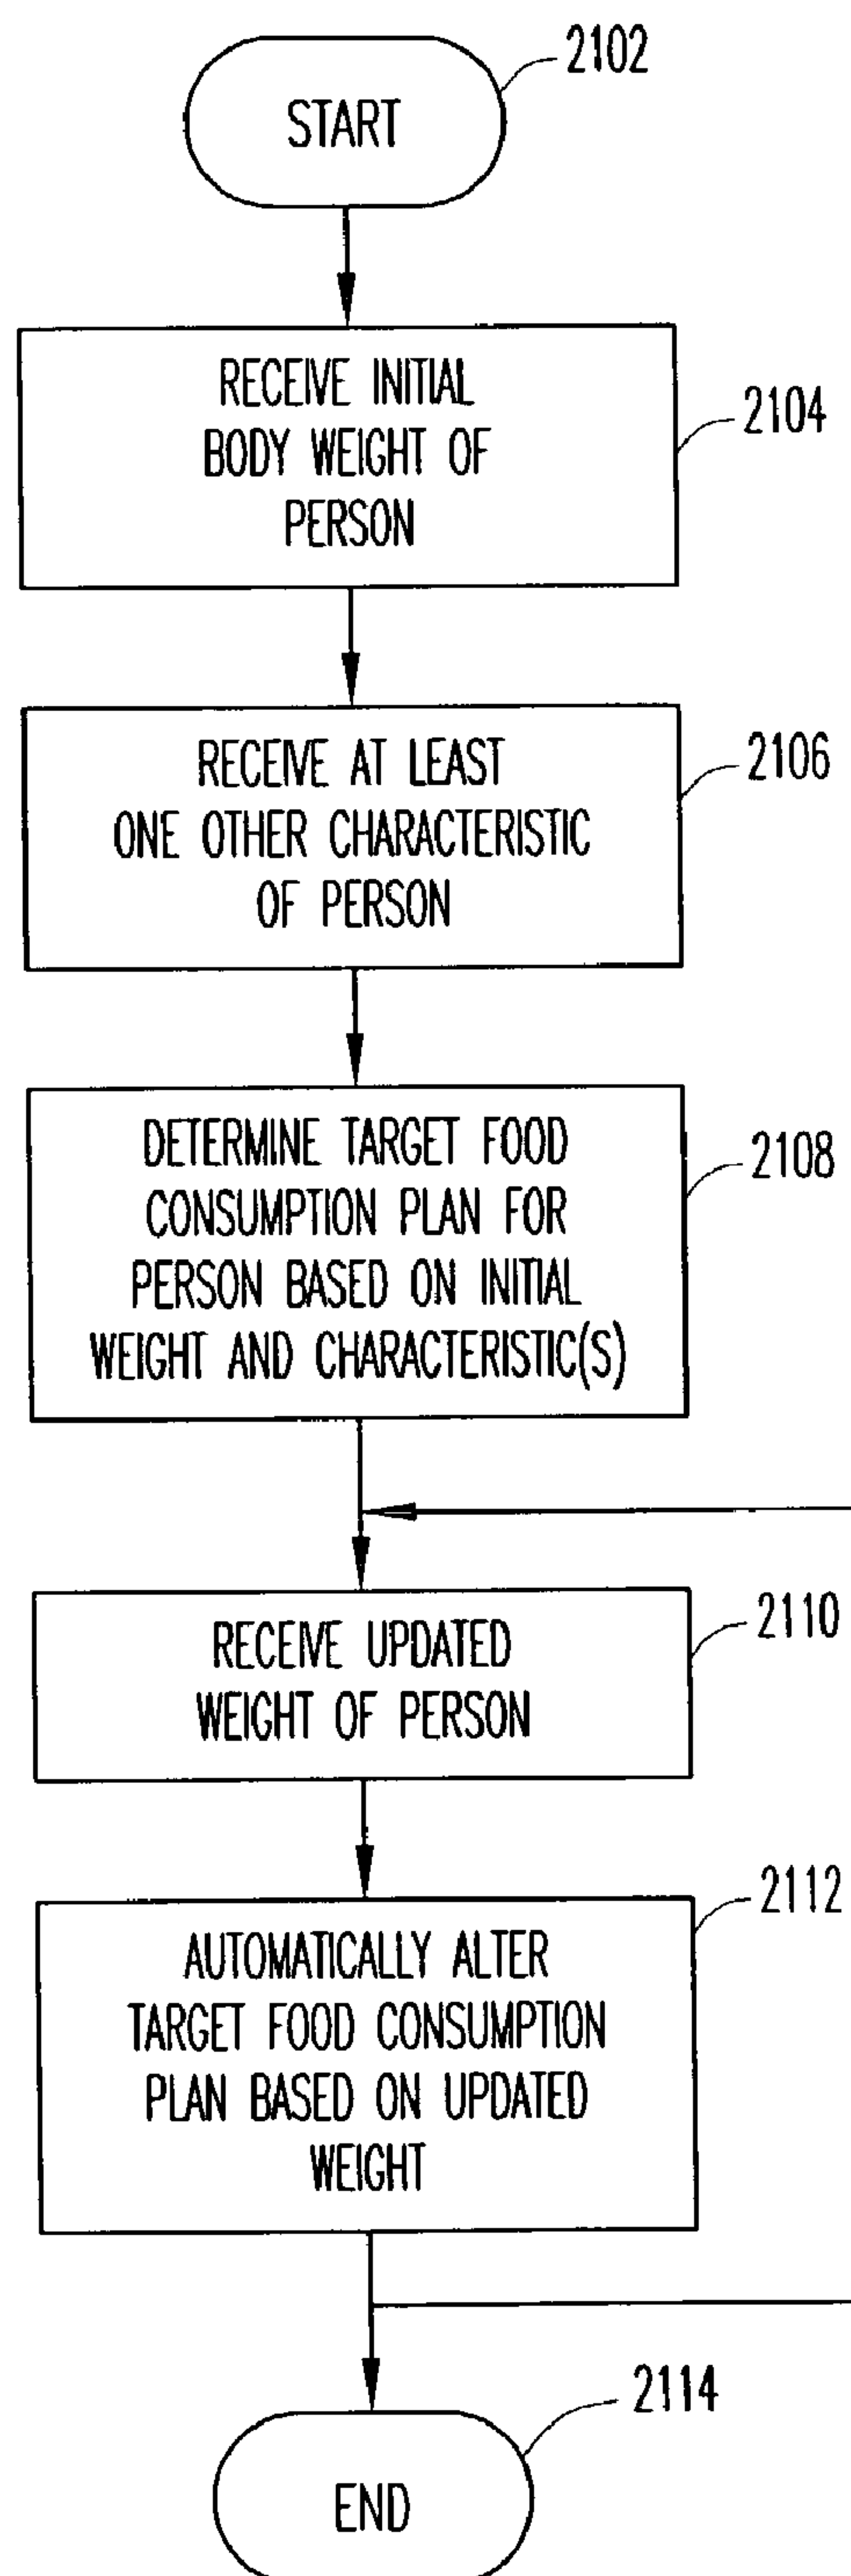 2102
START
RECEIVE INITIAL
BODY WEIGHT OF
PERSON
2104
RECEIVE AT LEAST
ONE OTHER CHARACTERISTIC
OF PERSON
2106
DETERMINE TARGET FOOD
CONSUMPTION PLAN FOR
PERSON BASED ON INITIAL
WEIGHT AND CHARACTERISTIC(S)
2108
RECEIVE UPDATED
WEIGHT OF PERSON
2110
AUTOMATICALLY ALTER
TARGET FOOD CONSUMPTION
PLAN BASED ON UPDATED
WEIGHT
2112
END
2114